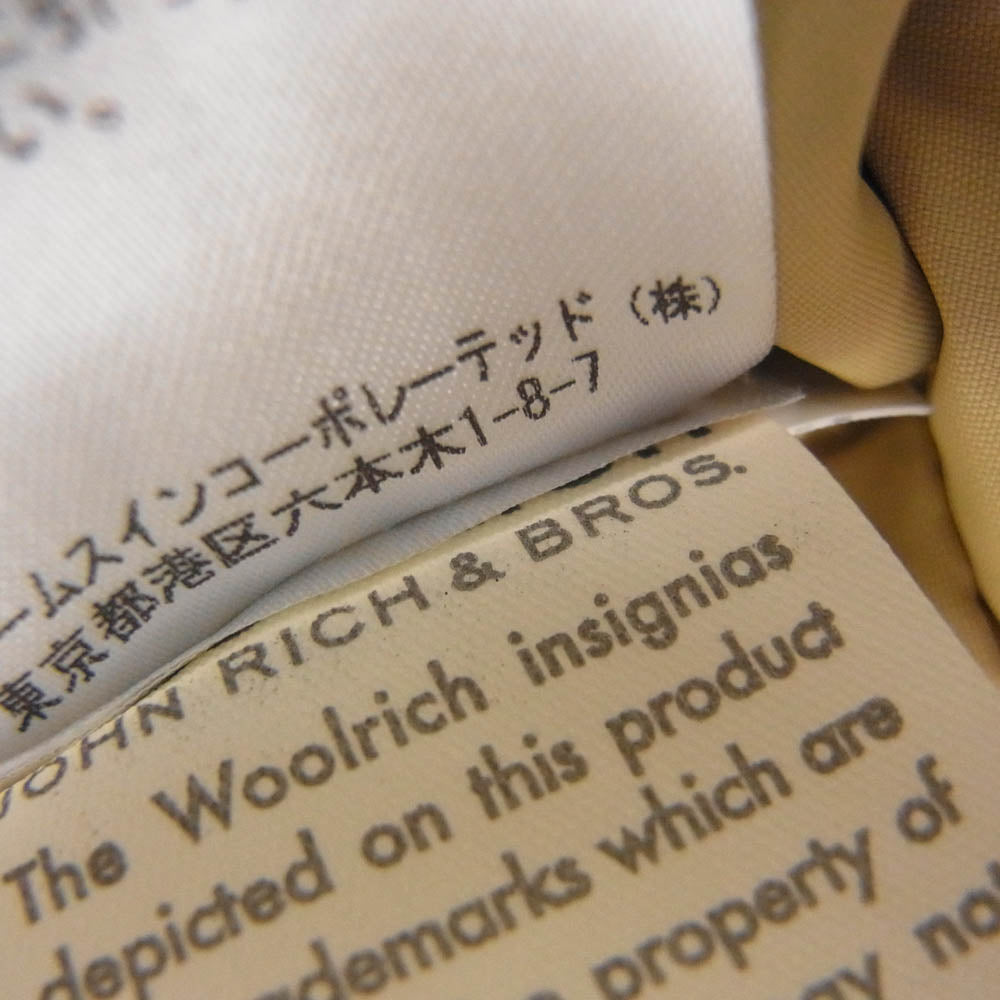 い。
ームスインコーポレーテッド(株)
東京都港区六本木1-8-7
JOHN RICH & BROS.
The Woolrich insignias
depicted on this product
which are
property of